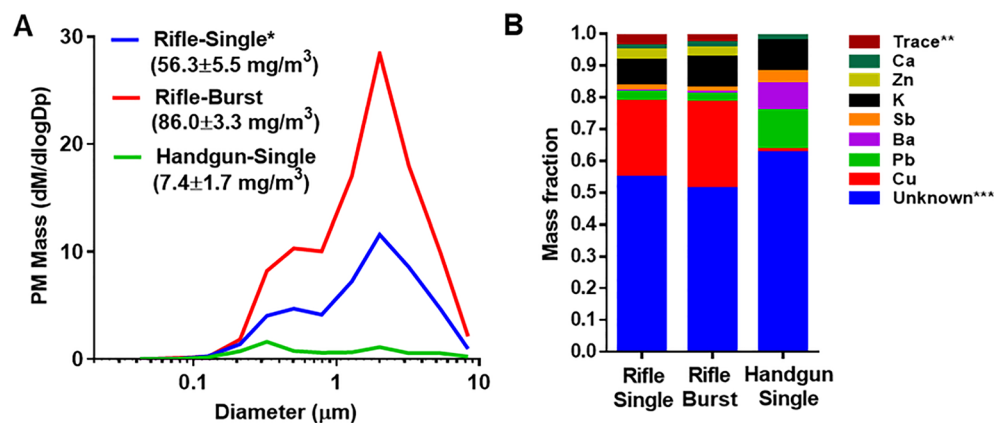 A
PM Mass (dM/dlogDp)
30
20
10
0
Rifle-Single*
(56.3±5.5 mg/m³)
Rifle-Burst
(86.0±3.3 mg/m³)
Handgun-Single
(7.4±1.7 mg/m³)
0.1
1
10
Diameter (μm)
B
Mass fraction
1.0
0.9
0.8
0.7
0.6
0.5
0.4
0.3
0.2
0.1
0.0
Rifle
Single
Rifle
Burst
Handgun
Single
Trace**
Ca
Zn
K
Sb
Ba
Pb
Cu
Unknown***